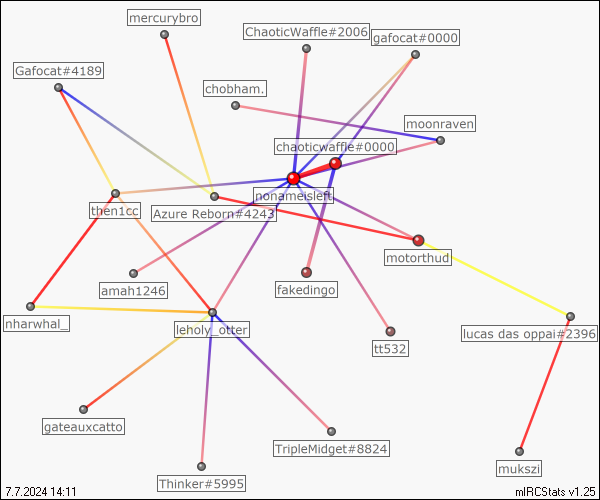 mercurybro
ChaoticWaffle#2006
gafocat#0000
Gafocat#4189
chobham.
moonraven
chaoticwaffle#0000
nonameisleft
then1cc
Azure Reborn#4243
motorthud
amah1246
fakedingo
nharwhal_
leholy_otter
lucas das oppai#2396
tt532
gateauxcatto
TripleMidget#8824
mukszi
Thinker#5995
7.7.2024 14:11
mIRCStats v1.25